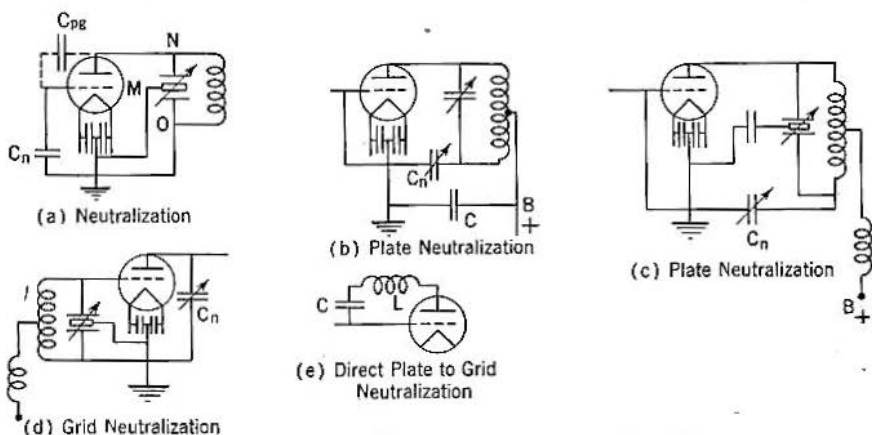 Cpg
N
M
O
Cn
(a) Neutralization
Cn
C
B
+
(b) Plate Neutralization
Cn
B
+
(c) Plate Neutralization
Cn
(d) Grid Neutralization
C
L
(e) Direct Plate to Grid
Neutralization